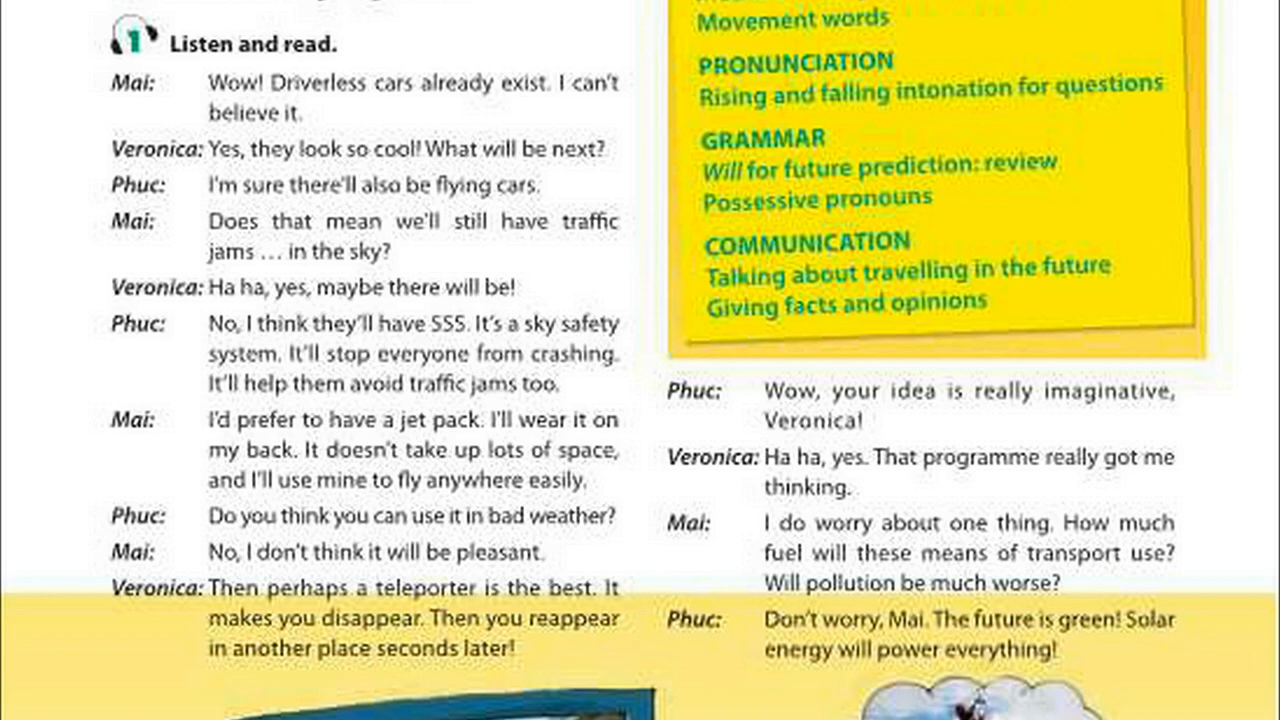 1 Listen and read.
Mai: Wow! Driverless cars already exist. I can't
believe it.
Veronica: Yes, they look so cool! What will be next?
Phuc: I'm sure there'll also be flying cars.
Mai: Does that mean we'll still have traffic
jams … in the sky?
Veronica: Ha ha, yes, maybe there will be!
Phuc: No, I think they'll have SSS. It's a sky safety
system. It'll stop everyone from crashing.
It'll help them avoid traffic jams too.
Mai: I'd prefer to have a jet pack. I'll wear it on
my back. It doesn't take up lots of space,
and I'll use mine to fly anywhere easily.
Phuc: Do you think you can use it in bad weather?
Mai: No, I don't think it will be pleasant.
Veronica: Then perhaps a teleporter is the best. It
makes you disappear. Then you reappear
in another place seconds later!
Movement words
PRONUNCIATION
Rising and falling intonation for questions
GRAMMAR
Will for future prediction: review
Possessive pronouns
COMMUNICATION
Talking about travelling in the future
Giving facts and opinions
Phuc: Wow, your idea is really imaginative,
Veronica!
Veronica: Ha ha, yes. That programme really got me
thinking.
Mai: I do worry about one thing. How much
fuel will these means of transport use?
Will pollution be much worse?
Phuc: Don't worry, Mai. The future is green! Solar
energy will power everything!